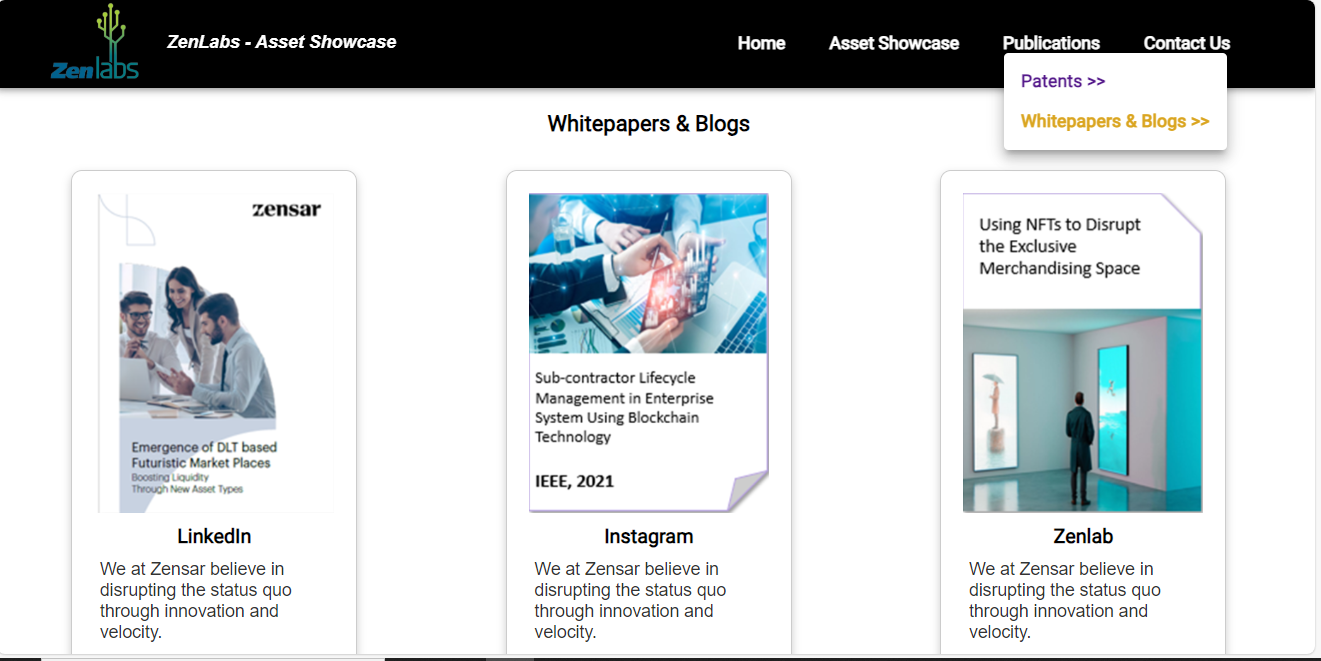 Zenlabs
ZenLabs - Asset Showcase
Home
Asset Showcase
Publications
Contact Us
Patents >>
Whitepapers & Blogs >>
Whitepapers & Blogs
zensar
Emergence of DLT based
Futuristic Market Places
Boosting Liquidity
Through New Asset Types
LinkedIn
We at Zensar believe in
disrupting the status quo
through innovation and
velocity.
Sub-contractor Lifecycle
Management in Enterprise
System Using Blockchain
Technology
IEEE, 2021
Instagram
We at Zensar believe in
disrupting the status quo
through innovation and
velocity.
Using NFTs to Disrupt
the Exclusive
Merchandising Space
Zenlab
We at Zensar believe in
disrupting the status quo
through innovation and
velocity.